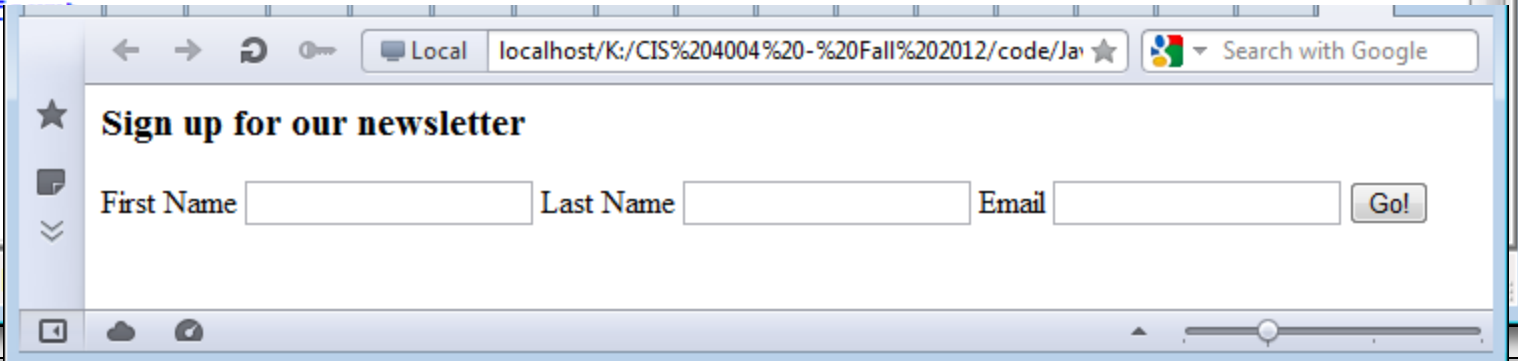 Local localhost/K:/CIS%204004%20-%20Fall%202012/code/Jav Search with Google
Sign up for our newsletter
First Name Last Name Email Go!